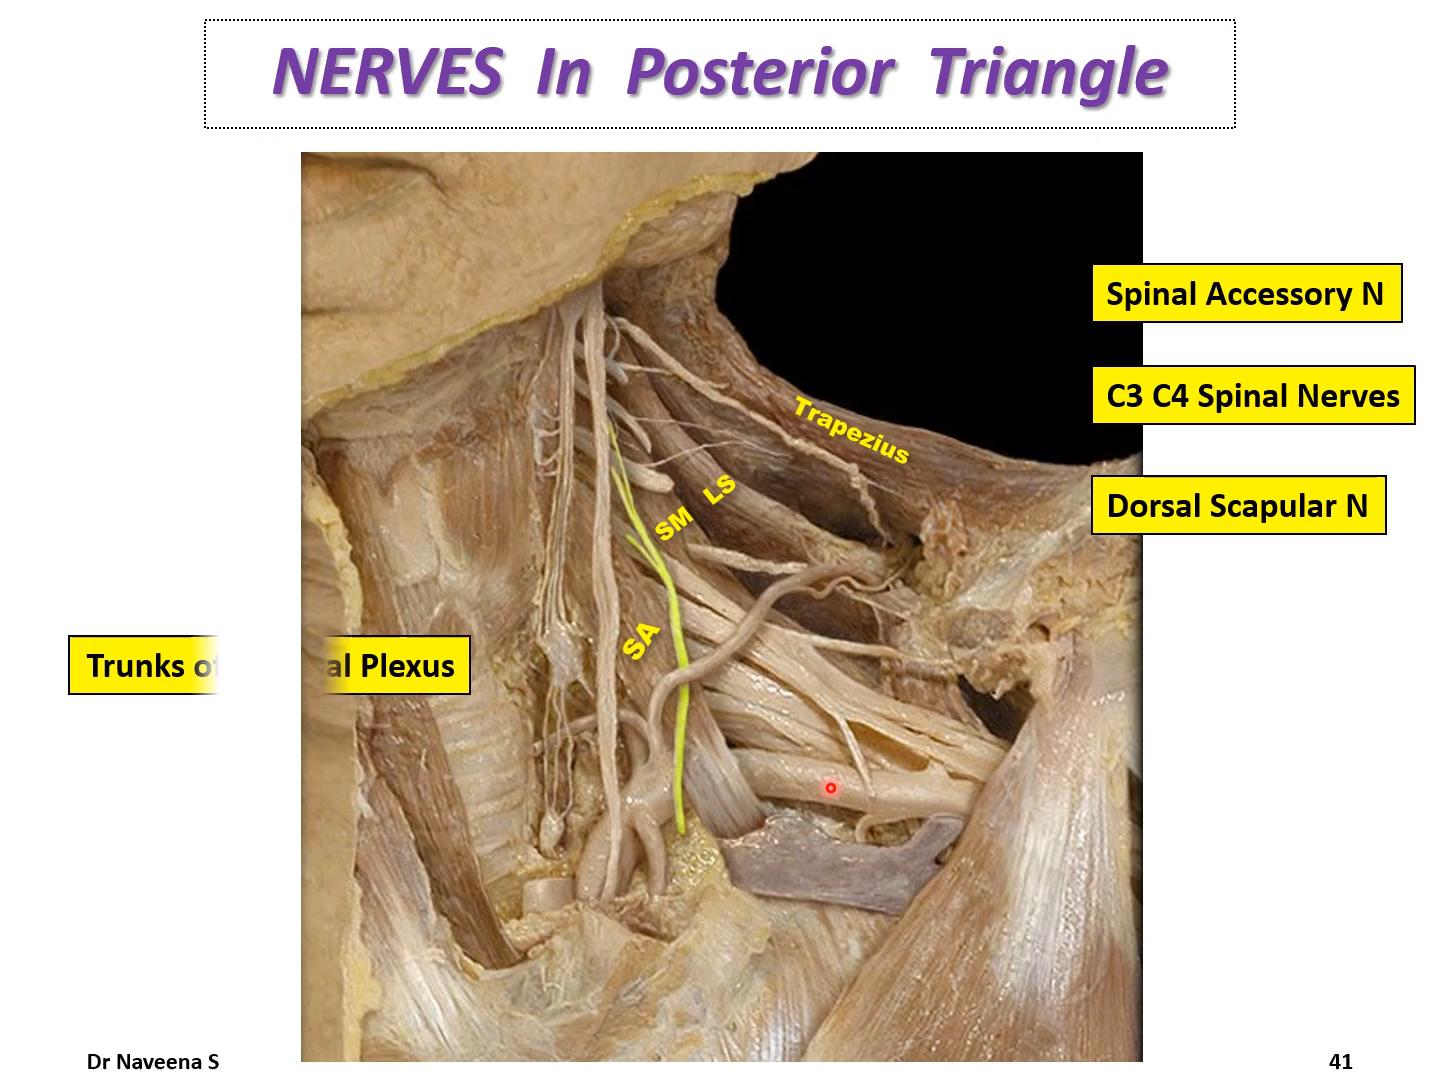 NERVES In Posterior Triangle
Spinal Accessory N
C3 C4 Spinal Nerves
Trapezius
LS
SM
Dorsal Scapular N
SA
Trunks of al Plexus
Dr Naveena S
41